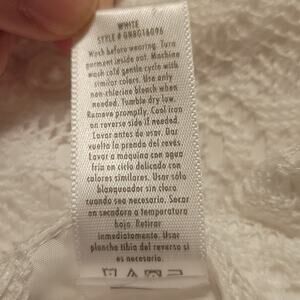 WHITE
STYLE # GNBG16096
Wash before wearing. Turn
garment inside out. Machine
wash cold gentle cycle with
similar colors. Use only
non-chlorine bleach when
needed. Tumble dry low.
Remove promptly. Cool iron
on reverse side if needed.
Lavar antes de usar. Dar
vuelta la prenda del revés.
Lavar a maquina con agua
fria en ciclo delicado con
colores similares. Usar sólo
blanqueador sin cloro
cuando sea necesario. Secar
en secadora a temperatura
baja. Retirar
inmediatamente. Usar
plancha tibia del reverso si
es necesario.